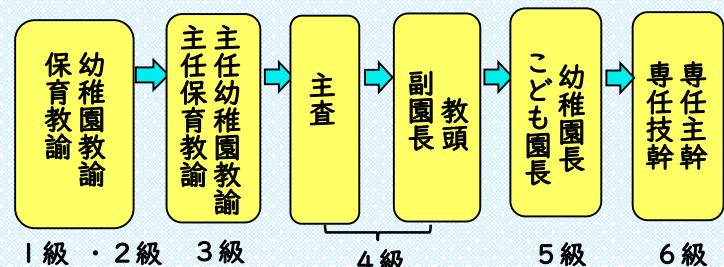 幼稚園教諭
保育教諭
主任幼稚園教諭
主任保育教諭
主査
教頭
副園長
幼稚園長
こども園長
専任主幹
専任技幹
1級・2級
3級
4級
5級
6級